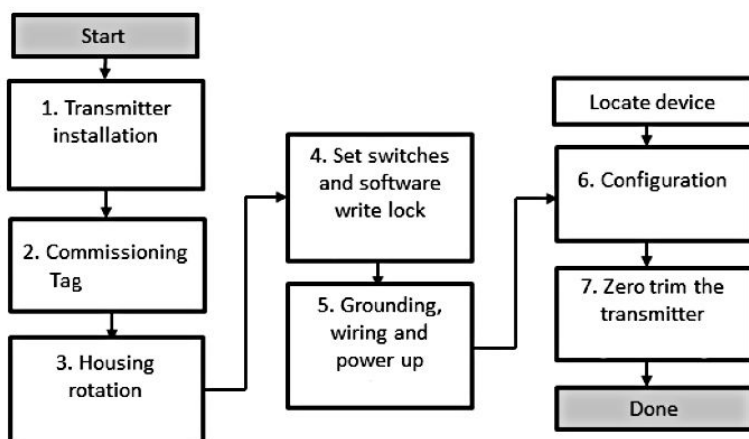 Start
1. Transmitter
installation
2. Commissioning
Tag
3. Housing
rotation
4. Set switches
and software
write lock
5. Grounding,
wiring and
power up
Locate device
6. Configuration
7. Zero trim the
transmitter
Done